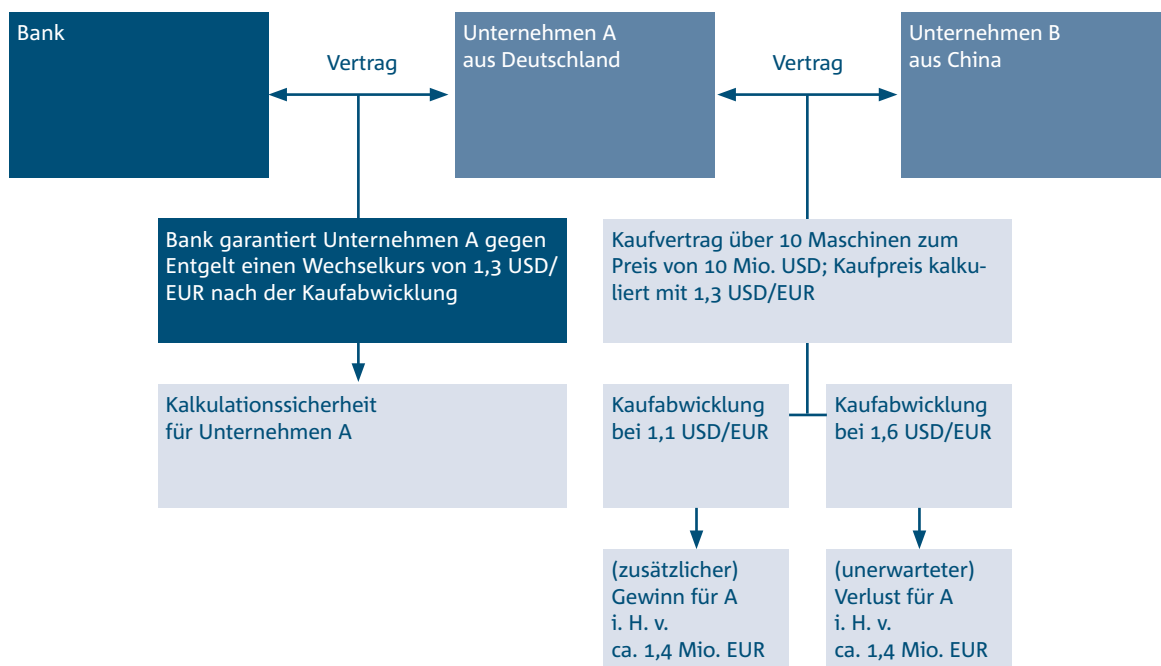 Bank
Vertrag
Unternehmen A
aus Deutschland
Vertrag
Unternehmen B
aus China
Bank garantiert Unternehmen A gegen
Entgelt einen Wechselkurs von 1,3 USD/
EUR nach der Kaufabwicklung
Kaufvertrag über 10 Maschinen zum
Preis von 10 Mio. USD; Kaufpreis kalku-
liert mit 1,3 USD/EUR
Kalkulationssicherheit
für Unternehmen A
Kaufabwicklung
bei 1,1 USD/EUR
Kaufabwicklung
bei 1,6 USD/EUR
(zusätzlicher)
Gewinn für A
i. H. v.
ca. 1,4 Mio. EUR
(unerwarteter)
Verlust für A
i. H. v.
ca. 1,4 Mio. EUR